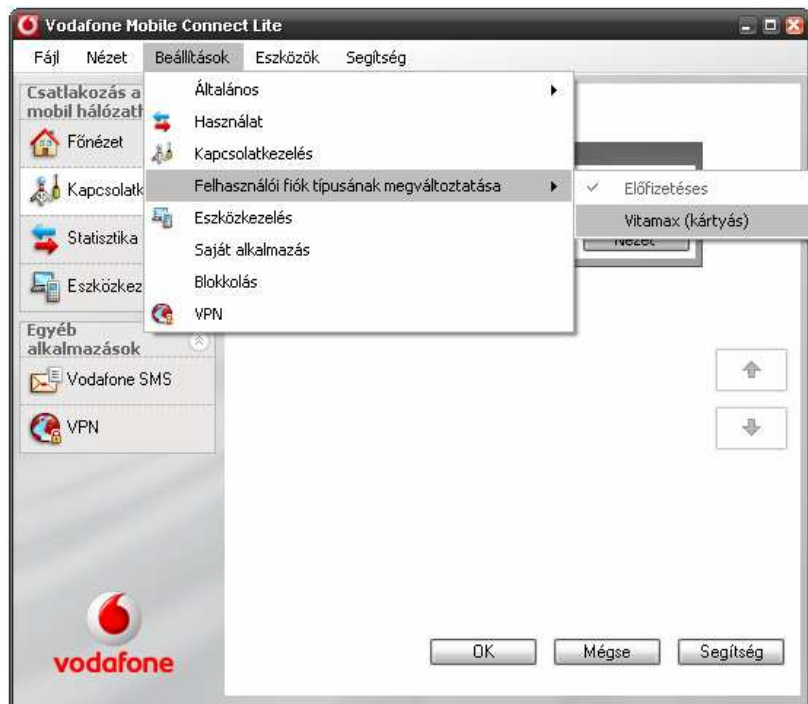 Vodafone Mobile Connect Lite
Fájl Nézet Beállítások Eszközök Segítség
Csatlakozás a
mobil
Főnézet
Kapcsolatk
Statisztika
Eszközkez
Egyéb
alkalmazások
Vodafone SMS
VPN
Általános
Használat
Kapcsolatkezelés
Felhasználói fiók típusának megváltoztatása
Eszközkezelés
Saját alkalmazás
Blokkolás
VPN
Előfizetéses
Vitamax (kártyás)
Nézet
vodafone
OK Mégse Segítség